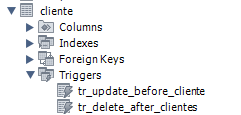 cliente
Columns
Indexes
Foreign Keys
Triggers
tr_update_before_cliente
tr_delete_after_clientes